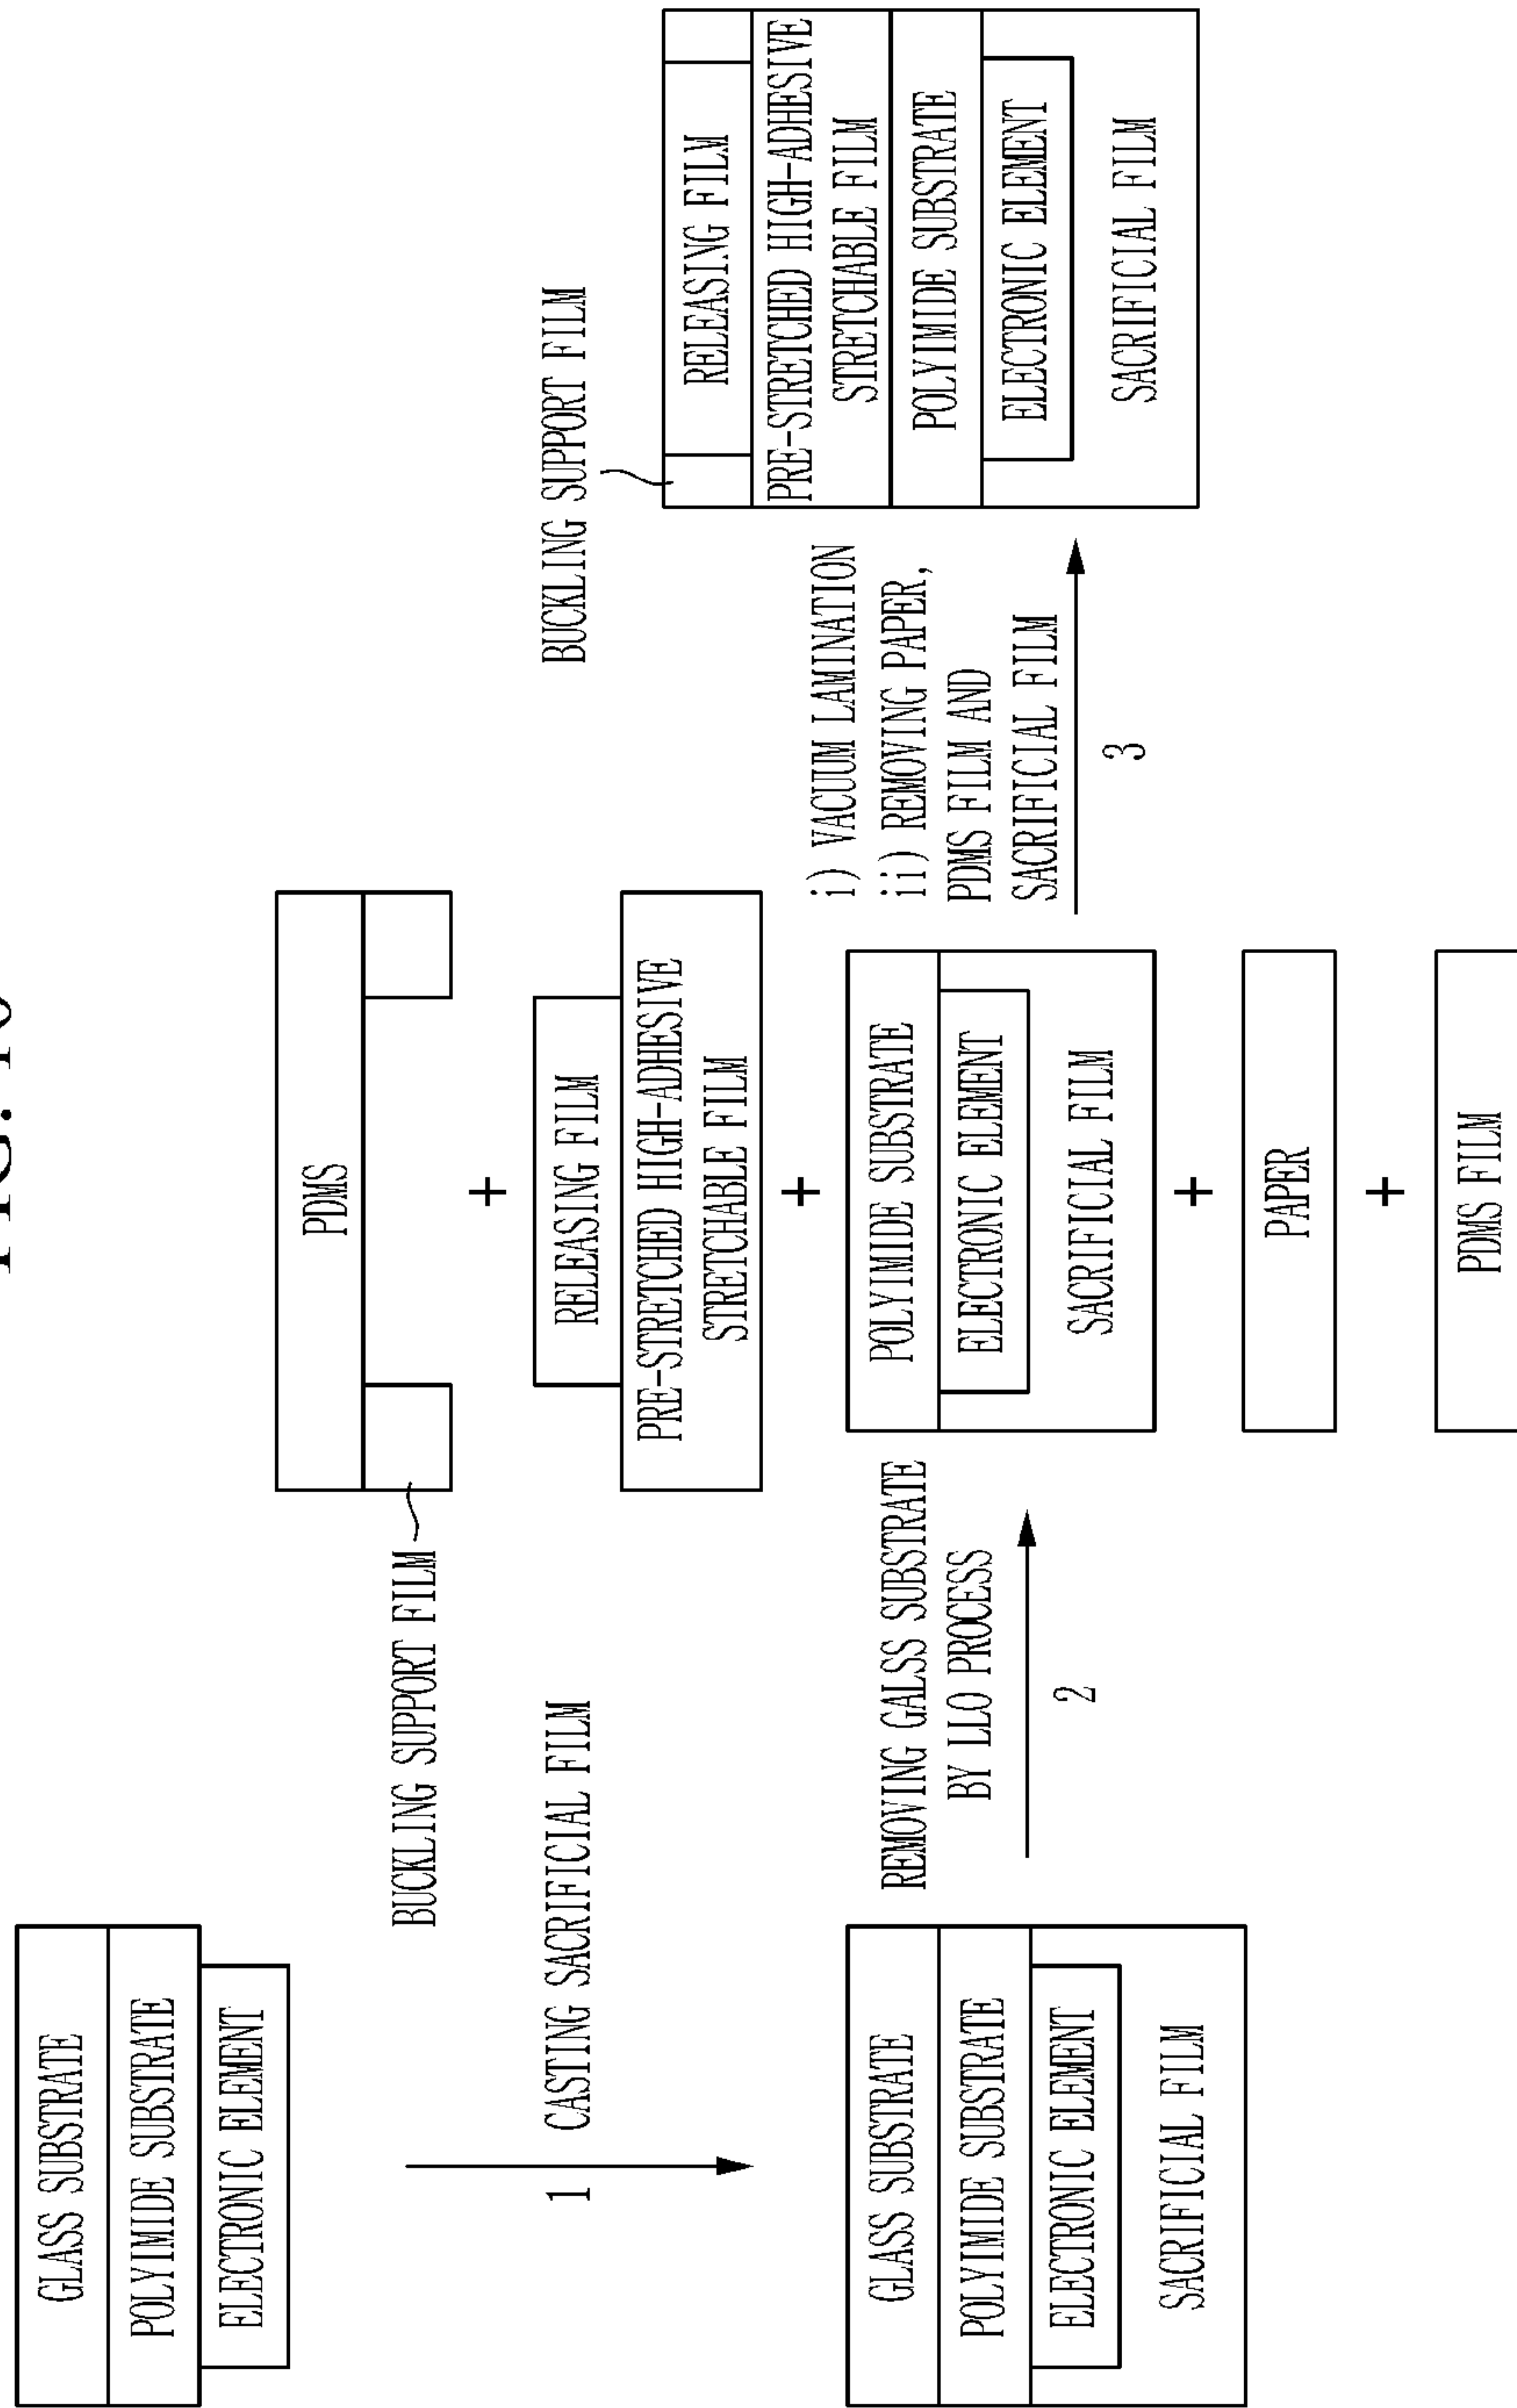 FIG. 10
GLASS SUBSTRATE
POLYIMIDE SUBSTRATE
ELECTRONIC ELEMENT
1
CASTING SACRIFICIAL FILM
GLASS SUBSTRATE
POLYIMIDE SUBSTRATE
ELECTRONIC ELEMENT
SACRIFICIAL FILM
REMOVING GALSS SUBSTRATE
BY LLO PROCESS
2
BUCKLING SUPPORT FILM
PDMS
+
RELEASING FILM
PRE-STRETCHED HIGH-ADHESIVE
STRETCHABLE FILM
+
POLYIMIDE SUBSTRATE
ELECTRONIC ELEMENT
SACRIFICIAL FILM
+
PAPER
+
PDMS FILM
i) VACUUM LAMINATION
ii) REMOVING PAPER,
PDMS FILM AND
SACRIFICIAL FILM
3
BUCKLING SUPPORT FILM
RELEASING FILM
PRE-STRETCHED HIGH-ADHESIVE
STRETCHABLE FILM
POLYIMIDE SUBSTRATE
ELECTRONIC ELEMENT
SACRIFICIAL FILM